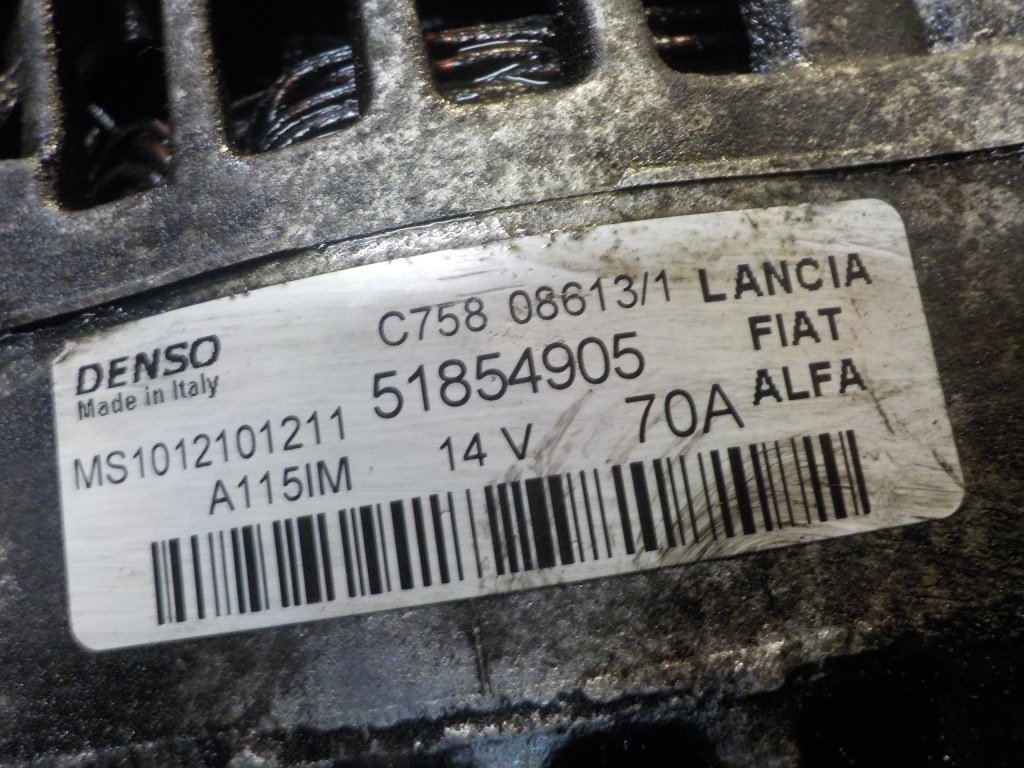 DENSO
Made in Italy
C758 08613/1
51854905
LANCIA
FIAT
ALFA
MS1012101211
A115IM
14 V
70A